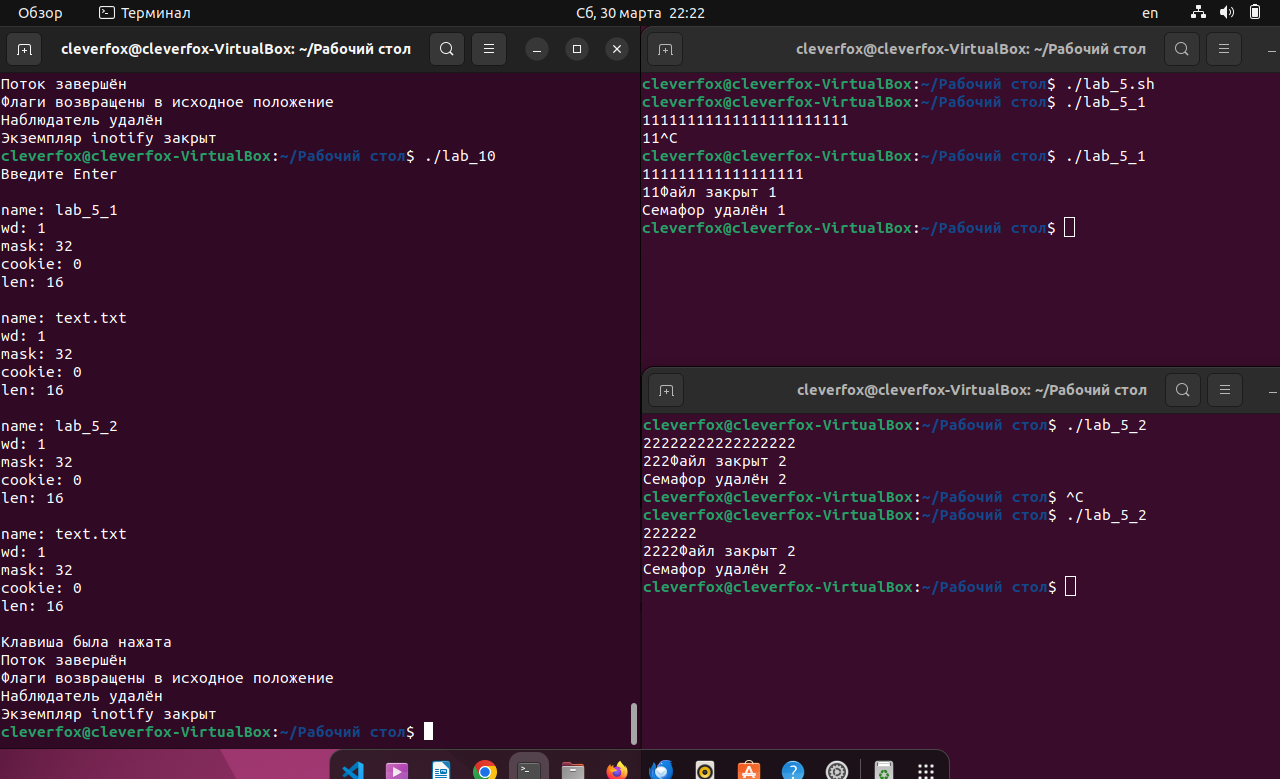 Обзор
Терминал
Сб, 30 марта 22:22
en
cleverfox@cleverfox-VirtualBox: ~/Рабочий стол
Поток завершён
Флаги возвращены в исходное положение
Наблюдатель удалён
Экземпляр inotify закрыт
cleverfox@cleverfox-VirtualBox:~/Рабочий стол$ ./lab_10
Введите Enter
name: lab_5_1
wd: 1
mask: 32
cookie: 0
len: 16
name: text.txt
wd: 1
mask: 32
cookie: 0
len: 16
name: lab_5_2
wd: 1
mask: 32
cookie: 0
len: 16
name: text.txt
wd: 1
mask: 32
cookie: 0
len: 16
Клавиша была нажата
Поток завершён
Флаги возвращены в исходное положение
Наблюдатель удалён
Экземпляр inotify закрыт
cleverfox@cleverfox-VirtualBox:~/Рабочий стол$
cleverfox@cleverfox-VirtualBox: ~/Рабочий стол
cleverfox@cleverfox-VirtualBox:~/Рабочий стол$ ./lab_5.sh
cleverfox@cleverfox-VirtualBox:~/Рабочий стол$ ./lab_5_1
11111111111111111111111
11^C
cleverfox@cleverfox-VirtualBox:~/Рабочий стол$ ./lab_5_1
111111111111111111
11Файл закрыт 1
Семафор удалён 1
cleverfox@cleverfox-VirtualBox:~/Рабочий стол$
cleverfox@cleverfox-VirtualBox: ~/Рабочий стол
cleverfox@cleverfox-VirtualBox:~/Рабочий стол$ ./lab_5_2
22222222222222222
222Файл закрыт 2
Семафор удалён 2
cleverfox@cleverfox-VirtualBox:~/Рабочий стол$ ^C
cleverfox@cleverfox-VirtualBox:~/Рабочий стол$ ./lab_5_2
222222
2222Файл закрыт 2
Семафор удалён 2
cleverfox@cleverfox-VirtualBox:~/Рабочий стол$